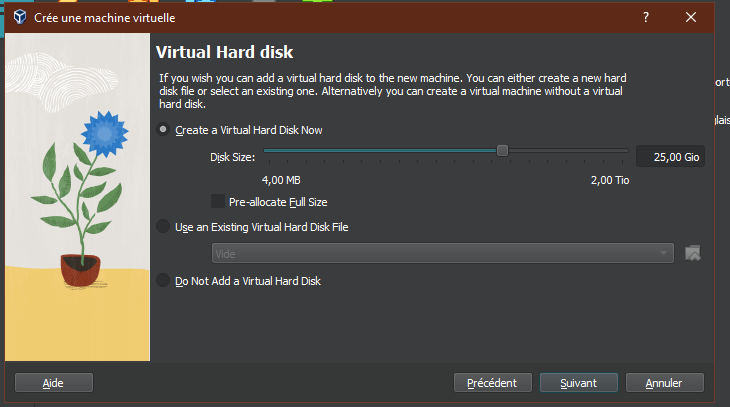 Crée une machine virtuelle
?
Virtual Hard disk
If you wish you can add a virtual hard disk to the new machine. You can either create a new hard
disk file or select an existing one. Alternatively you can create a virtual machine without a virtual
hard disk.
Create a Virtual Hard Disk Now
Disk Size:
25,00 Gio
4,00 MB
2,00 Tio
Pre-allocate Full Size
Use an Existing Virtual Hard Disk File
Vide
Do Not Add a Virtual Hard Disk
Aide
Précédent
Suivant
Annuler